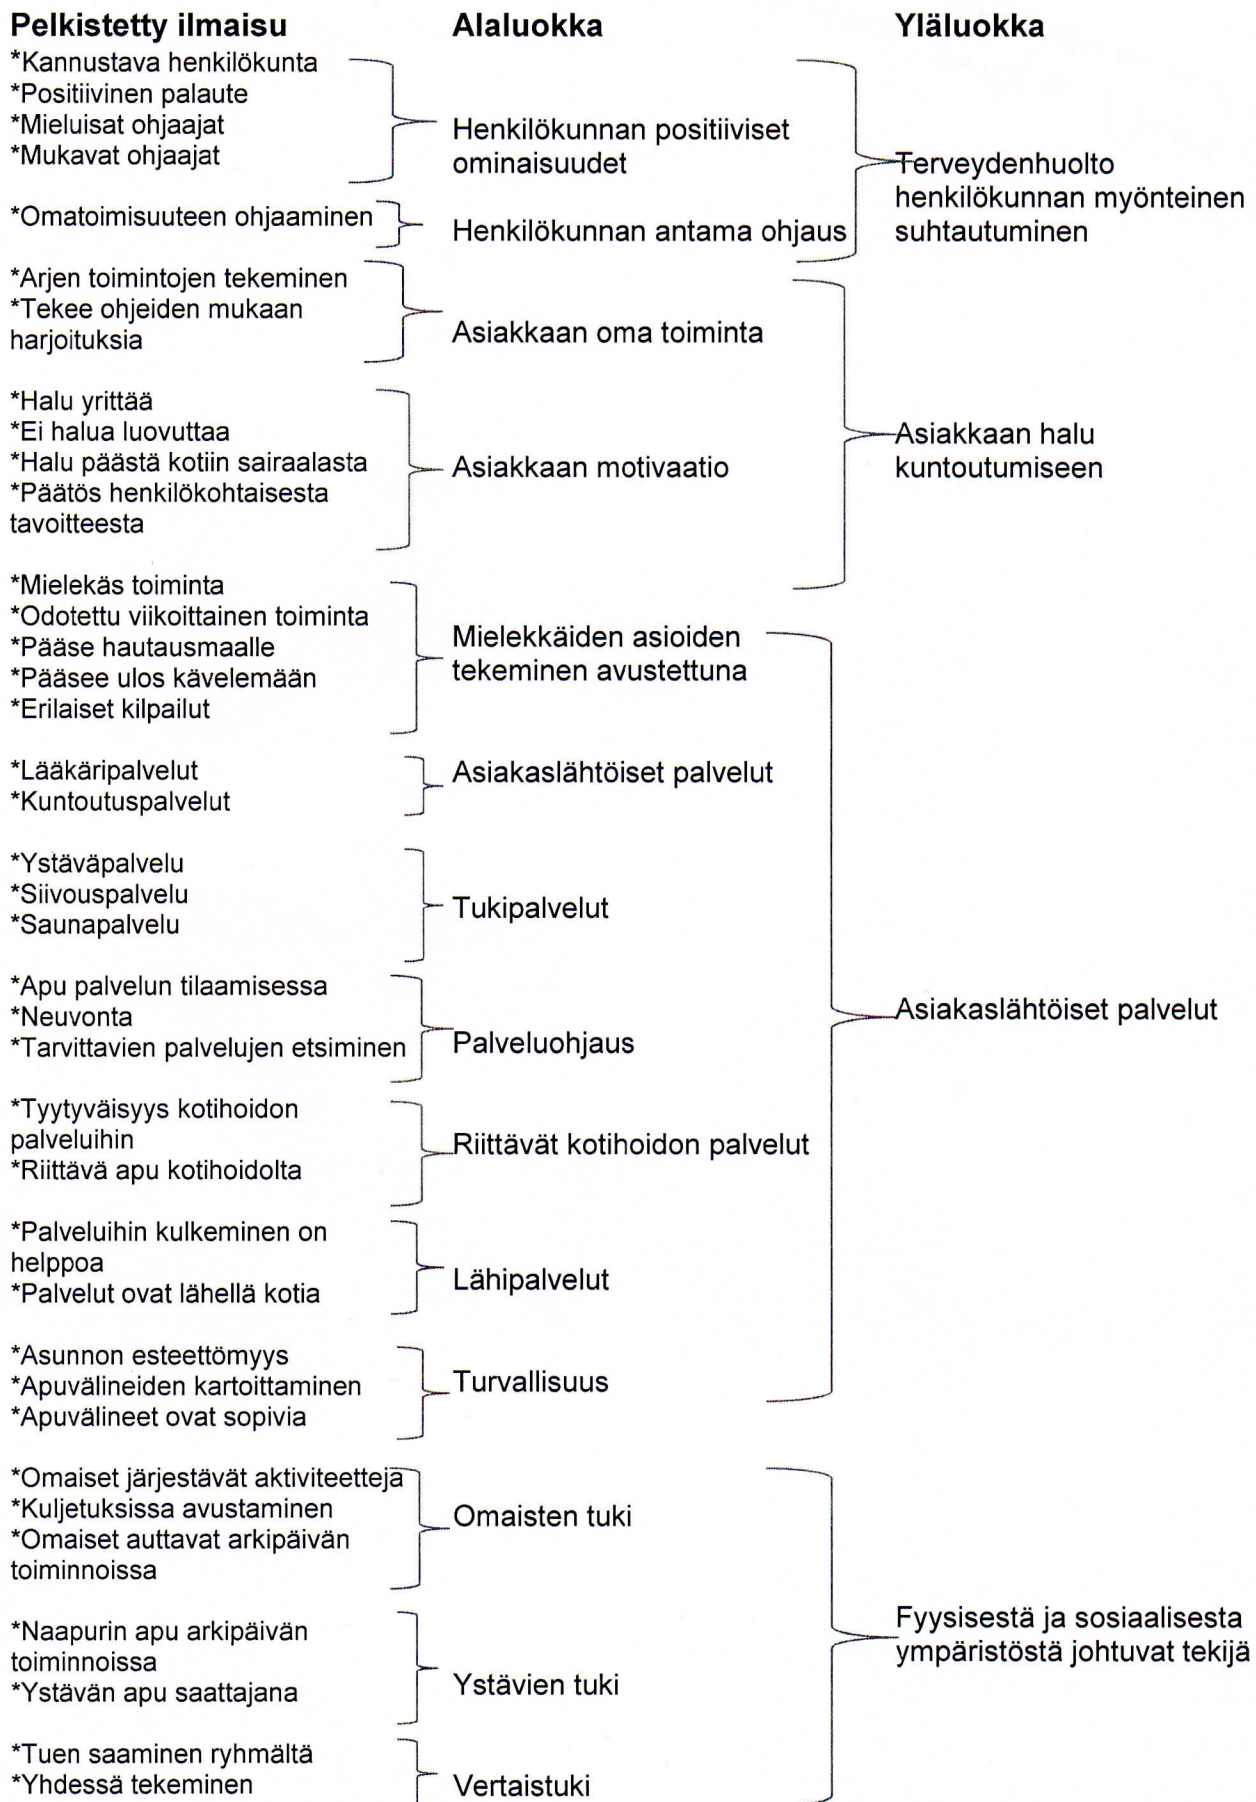 Pelkistetty ilmaisu
Alaluokka
Yläluokka
*Kannustava henkilökunta
*Positiivinen palaute
*Mieluisat ohjaajat
*Mukavat ohjaajat
Henkilökunnan positiiviset
ominaisuudet
Terveydenhuolto
henkilökunnan myönteinen
suhtautuminen
*Omatoimisuuteen ohjaaminen
Henkilökunnan antama ohjaus
*Arjen toimintojen tekeminen
*Tekee ohjeiden mukaan
harjoituksia
Asiakkaan oma toiminta
*Halu yrittää
*Ei halua luovuttaa
*Halu päästä kotiin sairaalasta
*Päätös henkilökohtaisesta
tavoitteesta
Asiakkaan motivaatio
Asiakkaan halu
kuntoutumiseen
*Mielekäs toiminta
*Odotettu viikoittainen toiminta
*Pääse hautausmaalle
*Pääsee ulos kävelemään
*Erilaiset kilpailut
Mielekkäiden asioiden
tekeminen avustettuna
*Lääkäripalvelut
*Kuntoutuspalvelut
Asiakaslähtöiset palvelut
*Ystäväpalvelu
*Siivouspalvelu
*Saunapalvelu
Tukipalvelut
*Apu palvelun tilaamisessa
*Neuvonta
*Tarvittavien palvelujen etsiminen
Palveluohjaus
Asiakaslähtöiset palvelut
*Tyytyväisyys kotihoidon
palveluihin
*Riittävä apu kotihoidolta
Riittävät kotihoidon palvelut
*Palveluihin kulkeminen on
helppoa
*Palvelut ovat lähellä kotia
Lähipalvelut
*Asunnon esteettömyys
*Apuvälineiden kartoittaminen
*Apuvälineet ovat sopivia
Turvallisuus
*Omaiset järjestävät aktiviteetteja
*Kuljetuksissa avustaminen
*Omaiset auttavat arkipäivän
toiminnoissa
Omaisten tuki
*Naapurin apu arkipäivän
toiminnoissa
*Ystävän apu saattajana
Ystävien tuki
Fyysisestä ja sosiaalisesta
ympäristöstä johtuvat tekijä
*Tuen saaminen ryhmältä
*Yhdessä tekeminen
Vertaistuki